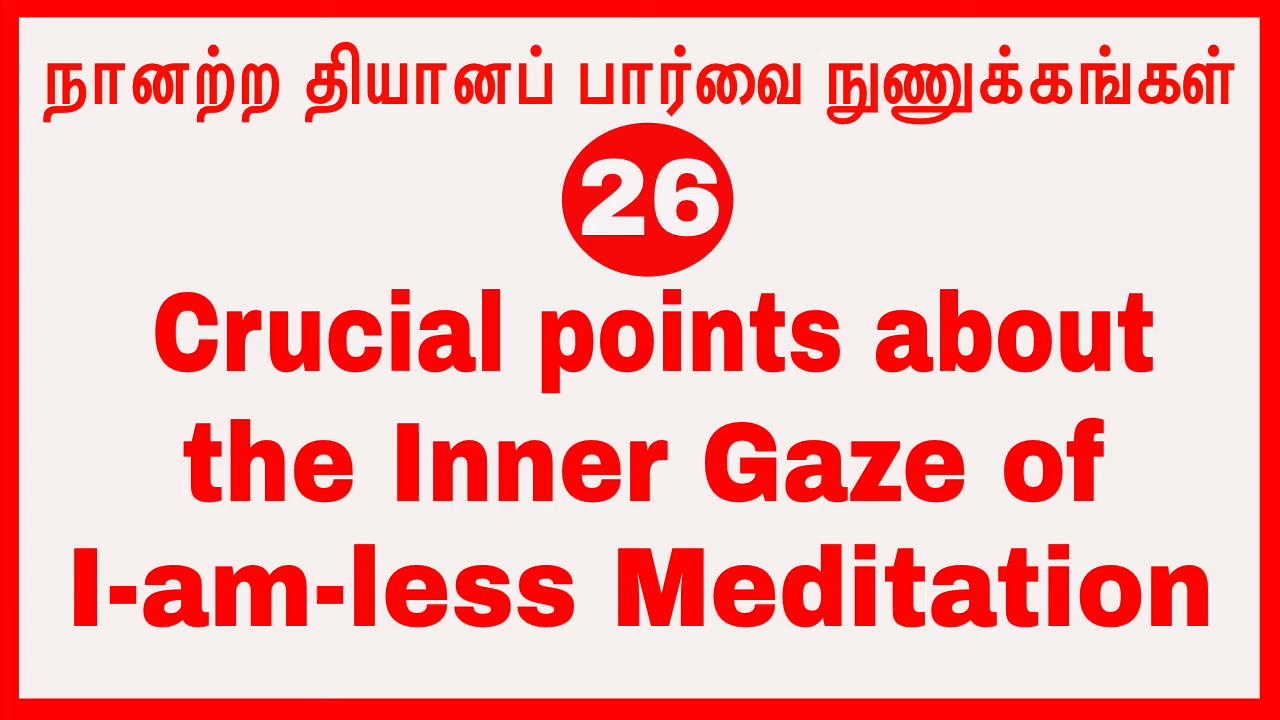 நானற்ற தியானப் பார்வை நுணுக்கங்கள்
26
Crucial points about
the Inner Gaze of
I-am-less Meditation